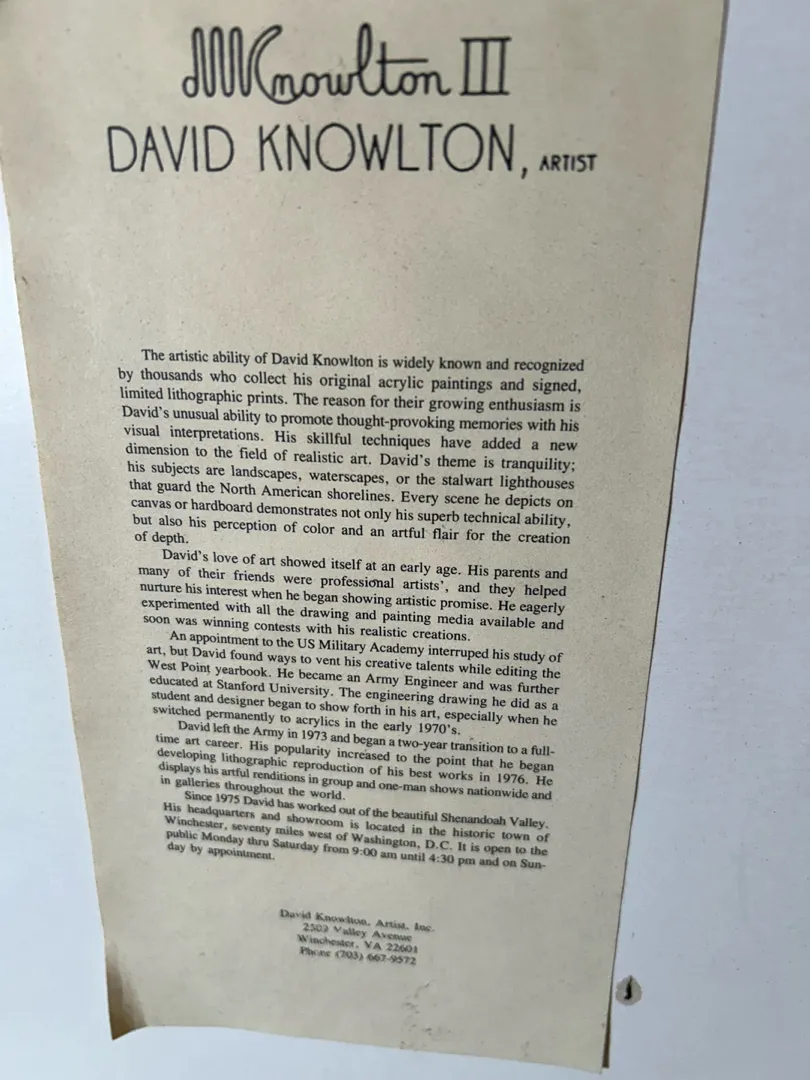 Knowlton III
DAVID KNOWLTON, ARTIST
The artistic ability of David Knowlton is widely known and recognized
by thousands who collect his original acrylic paintings and signed,
limited lithographic prints. The reason for their growing enthusiasm is
David's unusual ability to promote thought-provoking memories with his
visual interpretations. His skillful techniques have added a new
dimension to the field of realistic art. David's theme is tranquility;
his subjects are landscapes, waterscapes, or the stalwart lighthouses
that guard the North American shorelines. Every scene he depicts on
canvas or hardboard demonstrates not only his superb technical ability,
but also his perception of color and an artful flair for the creation
of depth.
David's love of art showed itself at an early age. His parents and
many of their friends were professional artists', and they helped
nurture his interest when he began showing artistic promise. He eagerly
experimented with all the drawing and painting media available and
soon was winning contests with his realistic creations.
An appointment to the US Military Academy interruped his study of
art, but David found ways to vent his creative talents while editing the
West Point yearbook. He became an Army Engineer and was further
educated at Stanford University. The engineering drawing he did as a
student and designer began to show forth in his art, especially when he
switched permanently to acrylics in the early 1970's.
David left the Army in 1973 and began a two-year transition to a full-
time art career. His popularity increased to the point that he began
developing lithographic reproduction of his best works in 1976. He
displays his artful renditions in group and one-man shows nationwide and
in galleries throughout the world.
Since 1975 David has worked out of the beautiful Shenandoah Valley.
His headquarters and showroom is located in the historic town of
Winchester, seventy miles west of Washington, D.C. It is open to the
public Monday thru Saturday from 9:00 am until 4:30 pm and on Sun-
day by appointment.
David Knowlton, Artist, Inc.
2502 Valley Avenue
Winchester, VA 22601
Phone (703) 667-9572